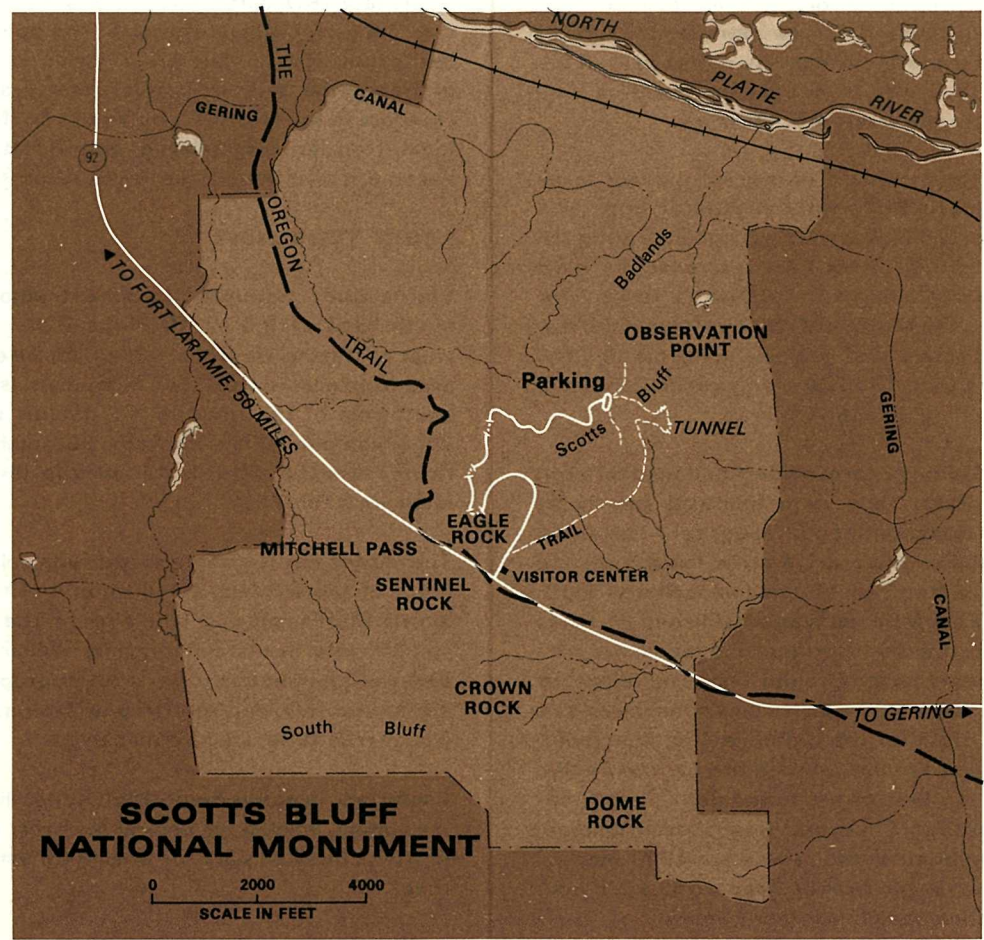 NORTH
PLATTE
RIVER
THE
GERING
CANAL
92
OREGON
Badlands
TO FORT LARAMIE, 50 MILES
TRAIL
OBSERVATION
POINT
Parking
Bluff
Scotts
TUNNEL
GERING
EAGLE
ROCK
TRAIL
MITCHELL PASS
SENTINEL
ROCK
VISITOR CENTER
CANAL
CROWN
ROCK
TO GERING
South Bluff
DOME
ROCK
SCOTTS BLUFF
NATIONAL MONUMENT
0 2000 4000
SCALE IN FEET